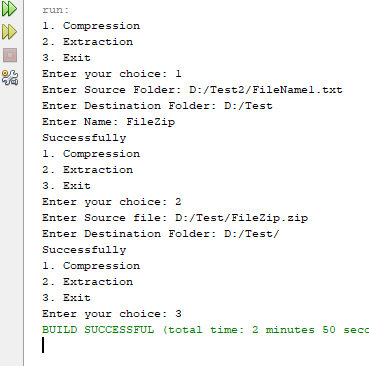 run:
1. Compression
2. Extraction
3. Exit
Enter your choice: 1
Enter Source Folder: D:/Test2/FileName1.txt
Enter Destination Folder: D:/Test
Enter Name: FileZip
Successfully
1. Compression
2. Extraction
3. Exit
Enter your choice: 2
Enter Source file: D:/Test/FileZip.zip
Enter Destination Folder: D:/Test/
Successfully
1. Compression
2. Extraction
3. Exit
Enter your choice: 3
BUILD SUCCESSFUL (total time: 2 minutes 50 seco